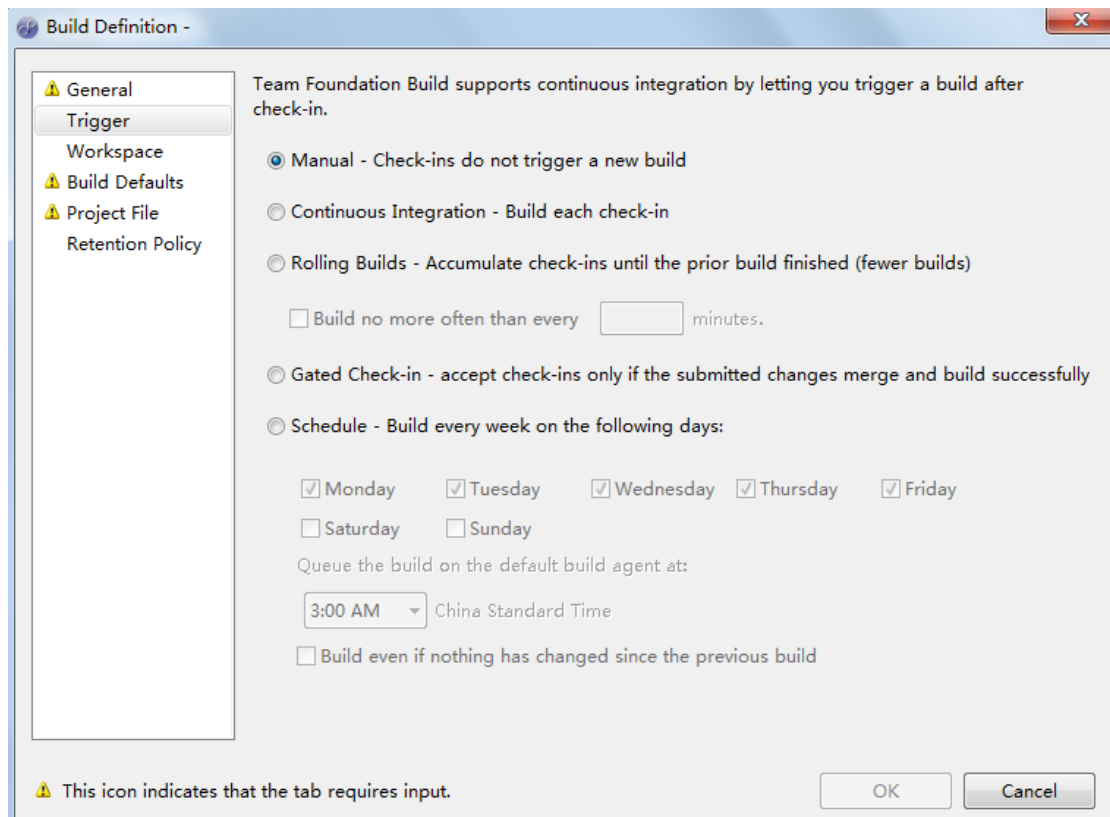 Build Definition -
General
Trigger
Workspace
Build Defaults
Project File
Retention Policy
Team Foundation Build supports continuous integration by letting you trigger a build after
check-in.
Manual - Check-ins do not trigger a new build
Continuous Integration - Build each check-in
Rolling Builds - Accumulate check-ins until the prior build finished (fewer builds)
Build no more often than every minutes.
Gated Check-in - accept check-ins only if the submitted changes merge and build successfully
Schedule - Build every week on the following days:
Monday Tuesday Wednesday Thursday Friday
Saturday Sunday
Queue the build on the default build agent at:
3:00 AM China Standard Time
Build even if nothing has changed since the previous build
This icon indicates that the tab requires input.
OK Cancel